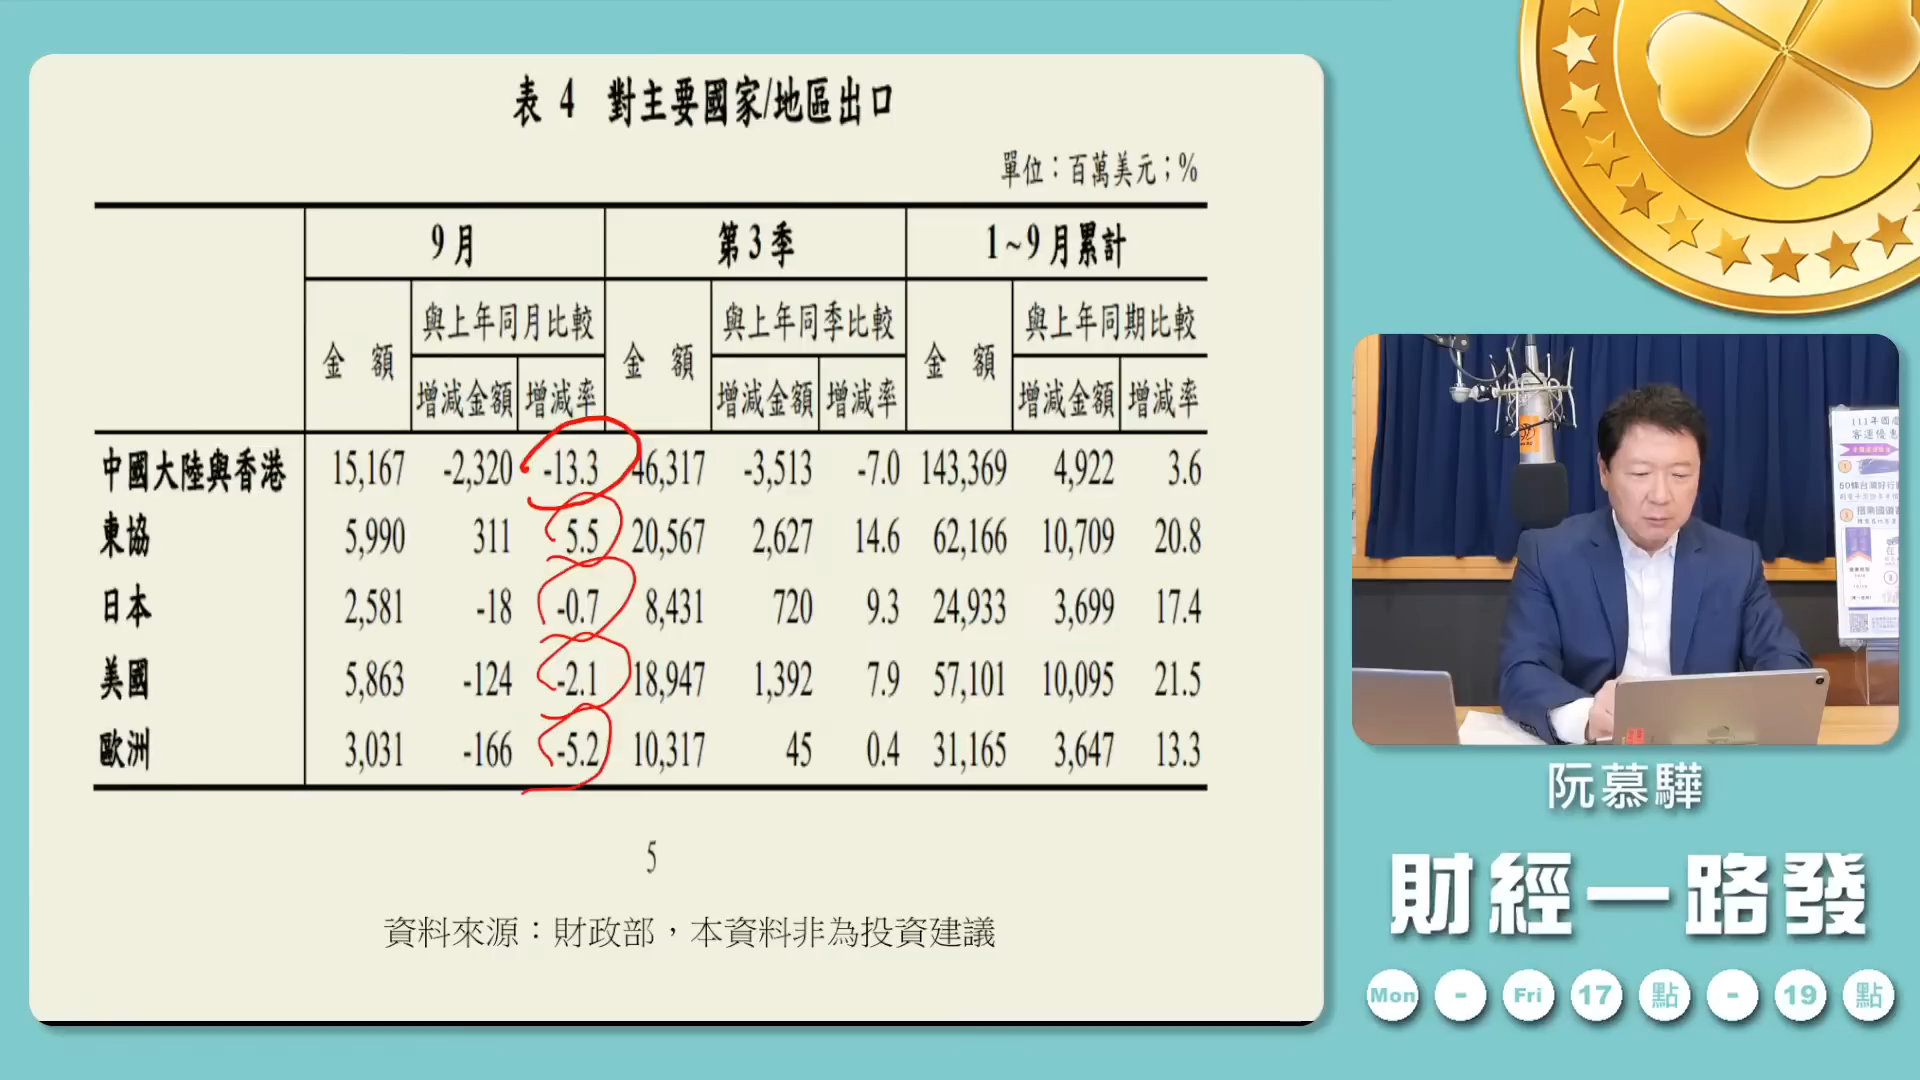 表 4 對主要國家/地區出口
單位：百萬美元；%
9月 第3季 1~9月累計
金額 與上年同月比較 金額 與上年同季比較 金額 與上年同期比較
增減金額 增減率 增減金額 增減率 增減金額 增減率
中國大陸與香港 15,167 -2,320 -13.3 46,317 -3,513 -7.0 143,369 4,922 3.6
東協 5,990 311 5.5 20,567 2,627 14.6 62,166 10,709 20.8
日本 2,581 -18 -0.7 8,431 720 9.3 24,933 3,699 17.4
美國 5,863 -124 -2.1 18,947 1,392 7.9 57,101 10,095 21.5
歐洲 3,031 -166 -5.2 10,317 45 0.4 31,165 3,647 13.3
5
資料來源：財政部，本資料非為投資建議
111年國
客運優惠
阮慕驊
財經一路發
Mon - Fri 17 點 - 19 點